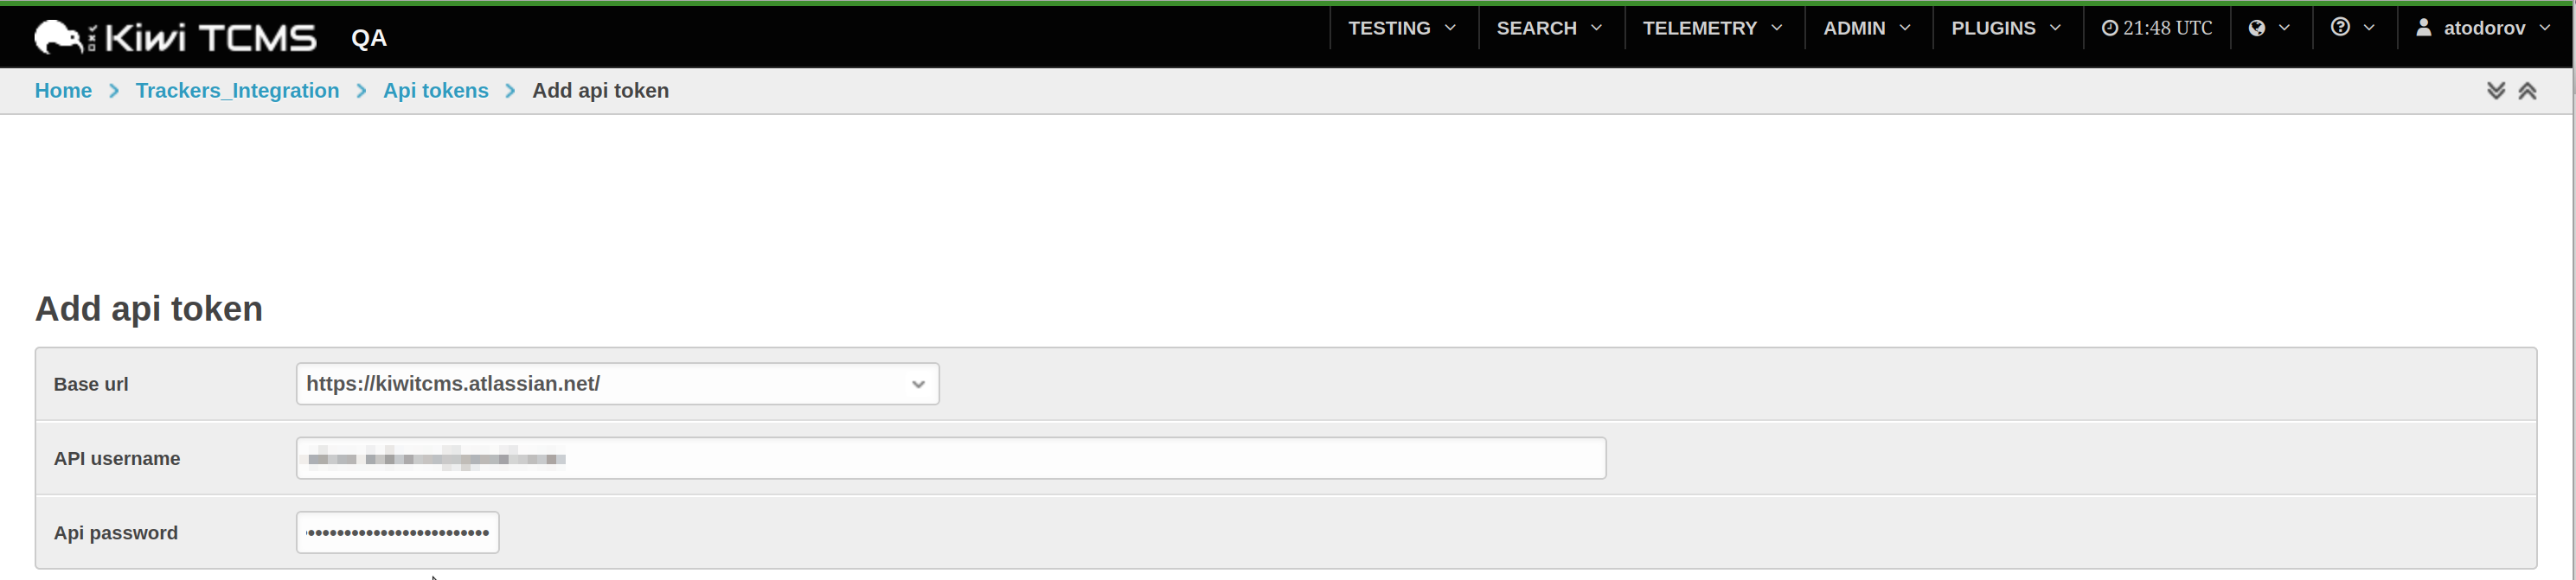 Kiwi TCMS QA TESTING SEARCH TELEMETRY ADMIN PLUGINS 21:48 UTC atodorov
Home Trackers_Integration Api tokens Add api token
Add api token
Base url https://kiwitcms.atlassian.net/
API username
Api password